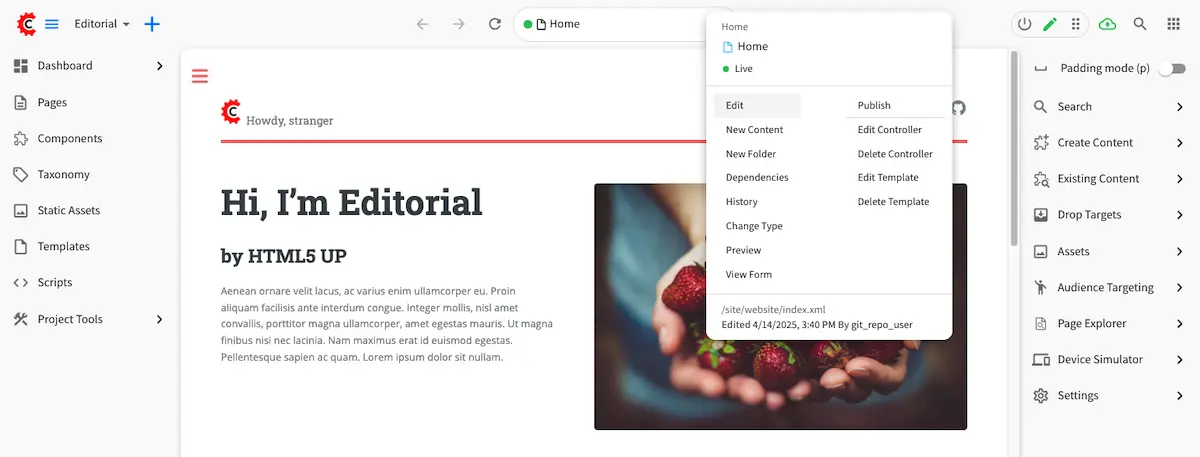 C
Editorial
Home
Dashboard
Pages
Components
Taxonomy
Static Assets
Templates
Scripts
Project Tools
C
Howdy, stranger
Hi, I’m Editorial
by HTML5 UP
Aenean ornare velit lacus, ac varius enim ullamcorper eu. Proin
aliquam facilisis ante interdum congue. Integer mollis, nisl amet
convallis, porttitor magna ullamcorper, amet egestas mauris. Ut magna
finibus nisi nec lacinia. Nam maximus erat id euismod egestas.
Pellentesque sapien ac quam. Lorem ipsum dolor sit nullam.
Home
Home
Live
Edit
New Content
New Folder
Dependencies
History
Change Type
Preview
View Form
Publish
Edit Controller
Delete Controller
Edit Template
Delete Template
/site/website/index.xml
Edited 4/14/2025, 3:40 PM By git_repo_user
Padding mode (p)
Search
Create Content
Existing Content
Drop Targets
Assets
Audience Targeting
Page Explorer
Device Simulator
Settings